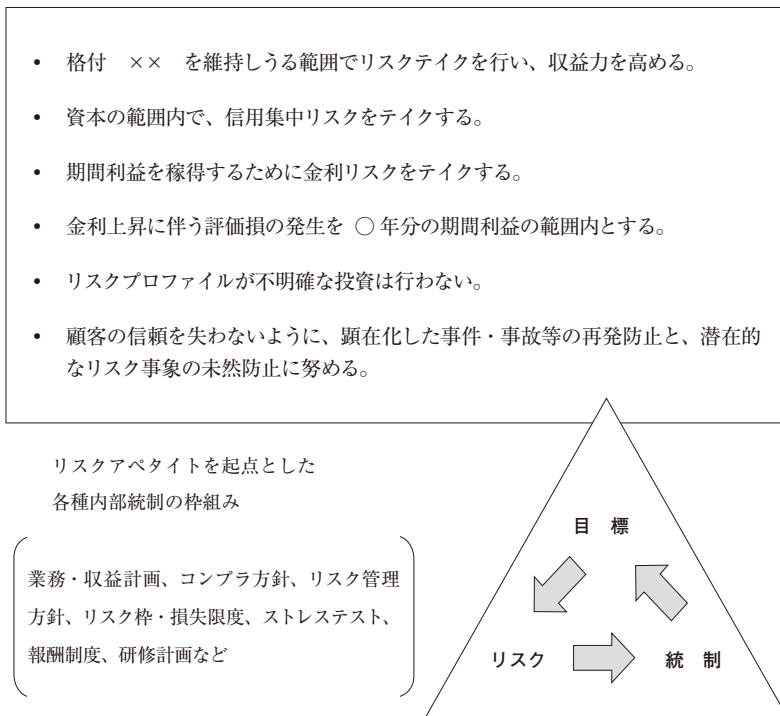 • 格付　××　を維持しうる範囲でリスクテイクを行い、収益力を高める。
• 資本の範囲内で、信用集中リスクをテイクする。
• 期間利益を稼得するために金利リスクをテイクする。
• 金利上昇に伴う評価損の発生を 〇 年分の期間利益の範囲内とする。
• リスクプロファイルが不明確な投資は行わない。
• 顧客の信頼を失わないように、顕在化した事件・事故等の再発防止と、潜在的
なリスク事象の未然防止に努める。
リスクアペタイトを起点とした
各種内部統制の枠組み
業務・収益計画、コンプラ方針、リスク管理
方針、リスク枠・損失限度、ストレステスト、
報酬制度、研修計画など
目 標
リスク
統 制